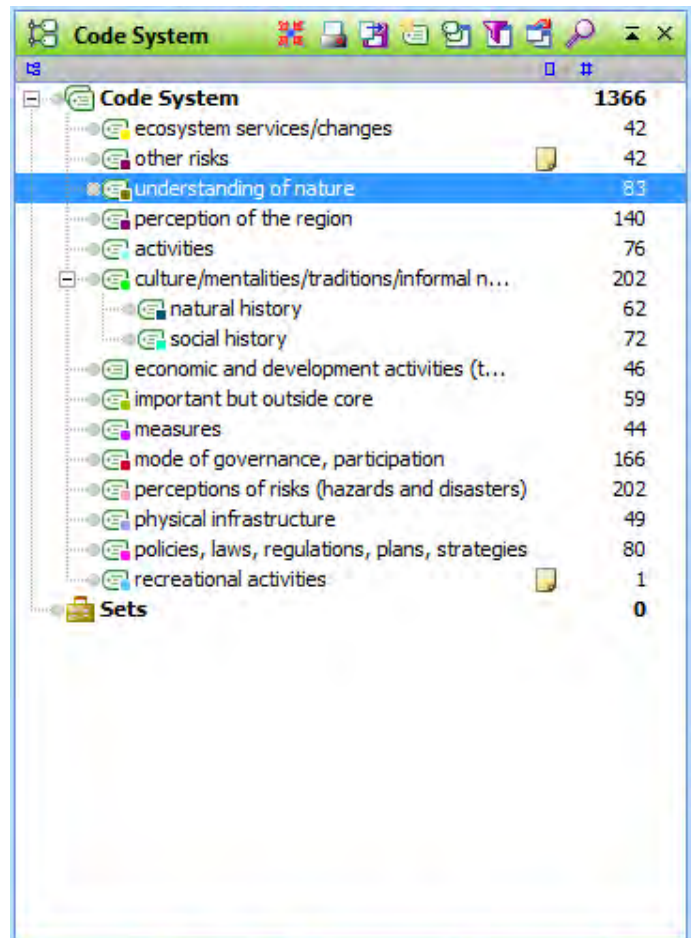 Code System
#
Code System 1366
ecosystem services/changes 42
other risks 42
understanding of nature 83
perception of the region 140
activities 76
culture/mentalities/traditions/informal n... 202
natural history 62
social history 72
economic and development activities (t... 46
important but outside core 59
measures 44
mode of governance, participation 166
perceptions of risks (hazards and disasters) 202
physical infrastructure 49
policies, laws, regulations, plans, strategies 80
recreational activities 1
Sets 0